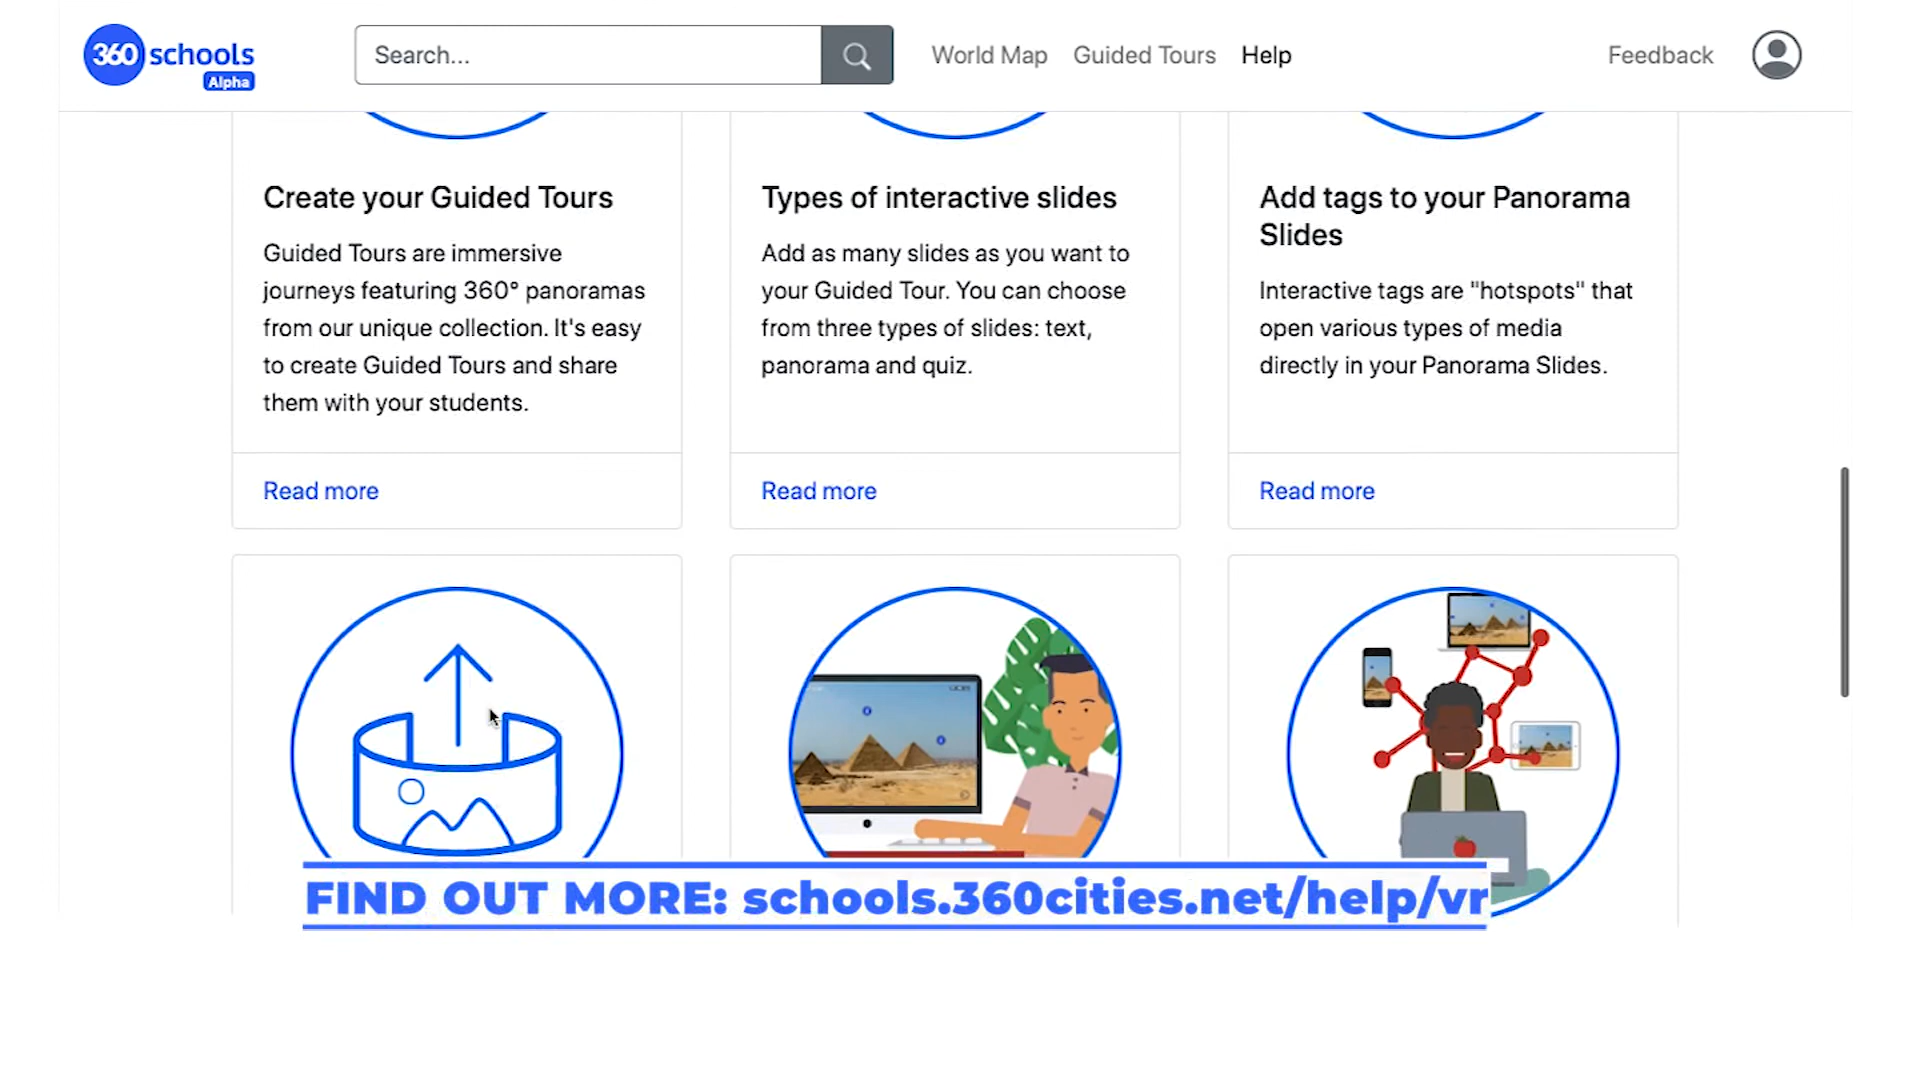 360 schools
Alpha
Search...
World Map
Guided Tours
Help
Feedback
Create your Guided Tours
Guided Tours are immersive
journeys featuring 360° panoramas
from our unique collection. It's easy
to create Guided Tours and share
them with your students.
Read more
Types of interactive slides
Add as many slides as you want to
your Guided Tour. You can choose
from three types of slides: text,
panorama and quiz.
Read more
Add tags to your Panorama
Slides
Interactive tags are "hotspots" that
open various types of media
directly in your Panorama Slides.
Read more
FIND OUT MORE: schools.360cities.net/help/vr